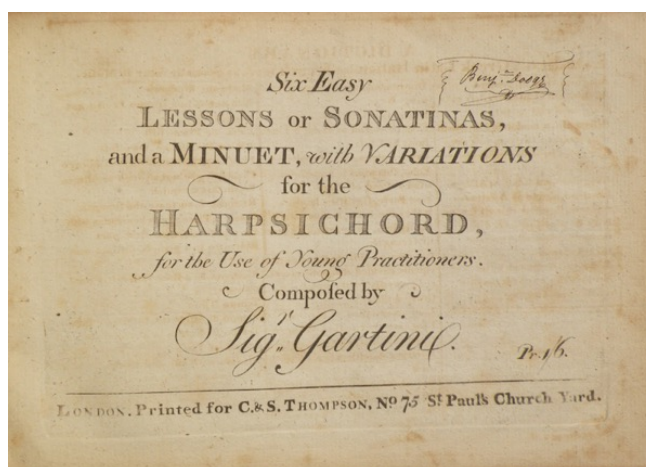 Six Easy
LESSONS or SONATINAS,
and a MINUET, with VARIATIONS
for the
HARPSICHORD,
for the Use of Young Practitioners.
Compoſed by
Sigr. Gartini.
Pr. 1/6.
LONDON. Printed for C. & S. THOMPSON, No 75 St. Paul's Church Yard.